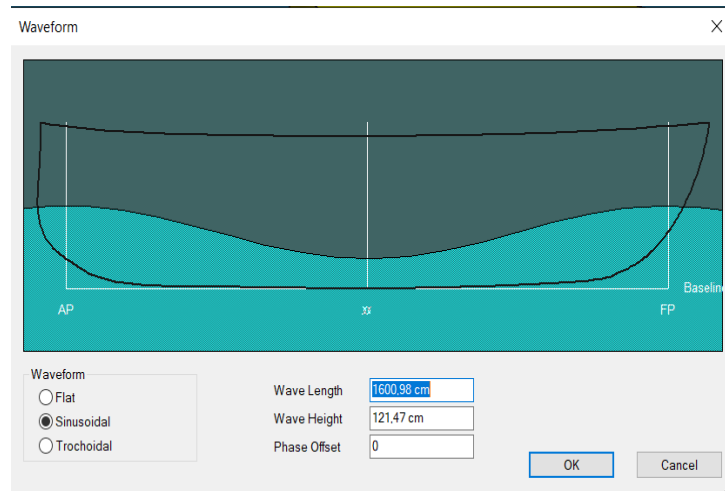 Waveform
Baseline
AP
FP
Waveform
Flat
Sinusoidal
Trochoidal
Wave Length
1600,98 cm
Wave Height
121,47 cm
Phase Offset
0
OK
Cancel